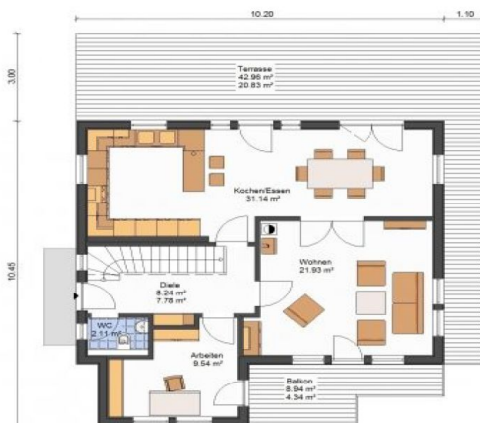 10.20
1.10
3.00
Terrasse
42.96 m²
20.83 m²
Kochen/Essen
31.14 m²
10.45
Wohnen
21.93 m²
Diele
8.24 m²
7.78 m²
WC
2.11 m²
Arbeiten
9.54 m²
Balkon
8.94 m²
4.34 m²